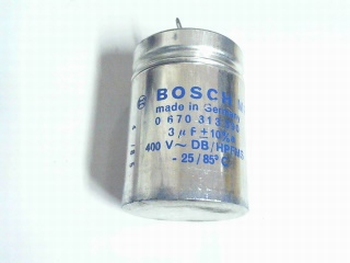 BOSCH M
made in Germany
0 670 313
3 µF ±10%
400 V~ DB/HPFMS
- 25/85° C